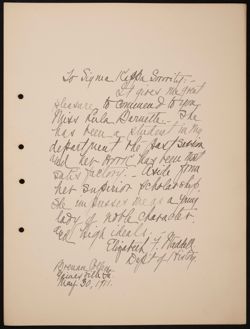 To Sigma Kappa Sorority:-
It gives me great
pleasure to commend to you
Miss Lula Barnette. She
has been a student in my
department the past Session
and her work has been most
satisfactory. - Aside from
her superior scholarship,
she impresses me as a young
lady of noble character
and high ideals.
Elizabeth F.
Dep't of History
Brenau College
Gainesville, Ga.
May 30, 1911.